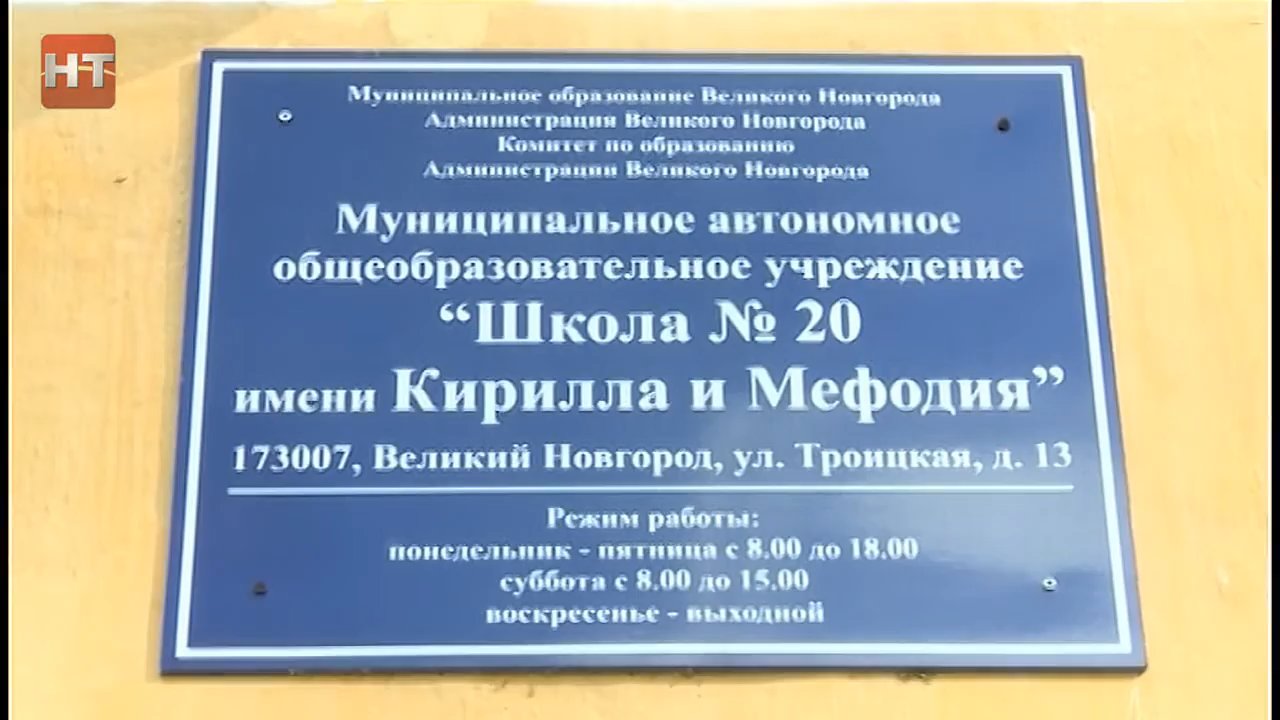 НТ
Муниципальное образование Великого Новгорода
Администрация Великого Новгорода
Комитет по образованию
Администрации Великого Новгорода
Муниципальное автономное
общеобразовательное учреждение
“Школа № 20
имени Кирилла и Мефодия”
173007, Великий Новгород, ул. Троицкая, д. 13
Режим работы:
понедельник - пятница с 8.00 до 18.00
суббота с 8.00 до 15.00
воскресенье - выходной